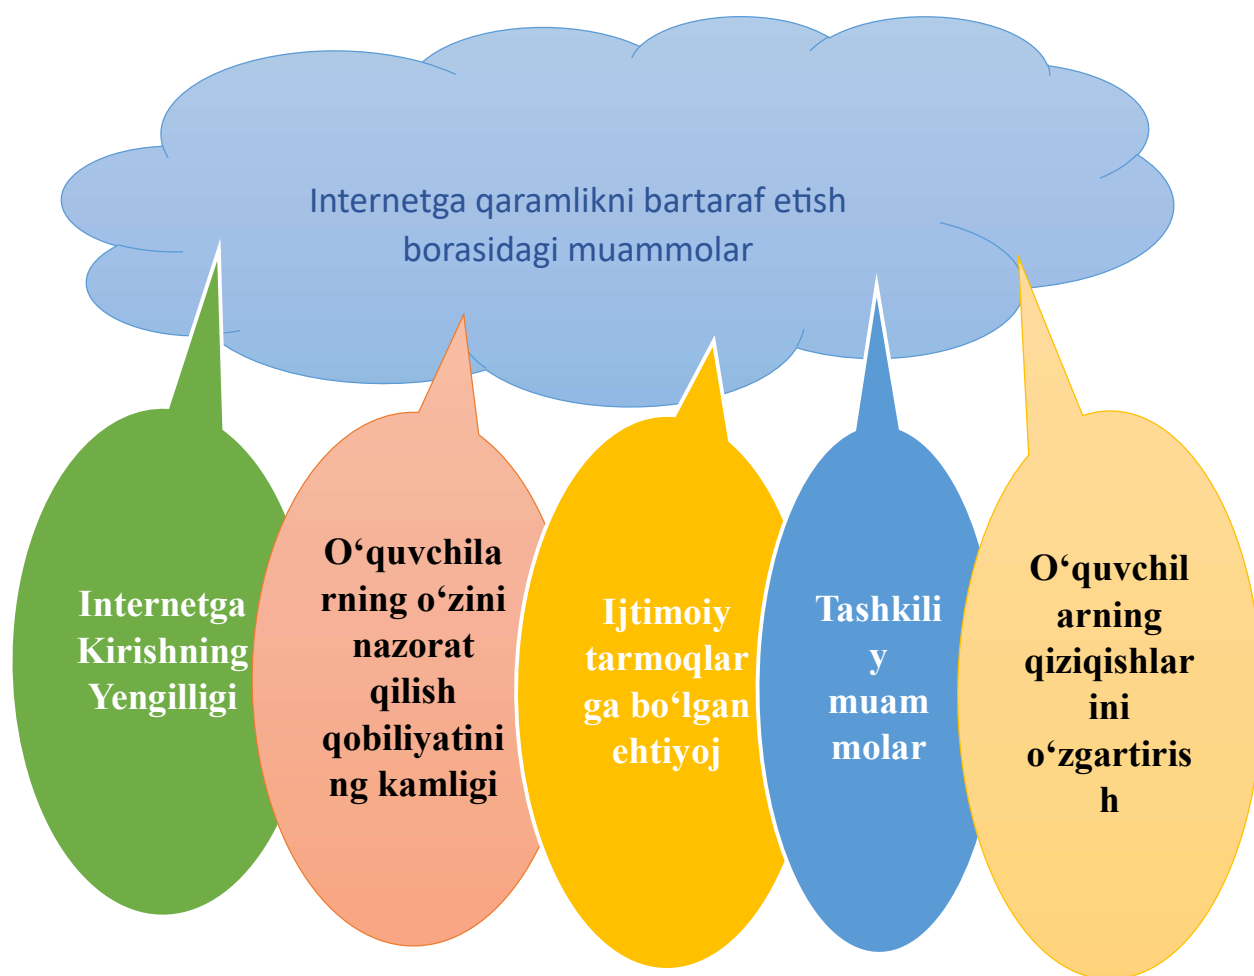 Internetga qaramlikni bartaraf etish
borasidagi muammolar
Internetga
Kirishning
Yengilligi
O‘quvchila
rning o‘zini
nazorat
qilish
qobiliyatini
ng kamligi
Ijtimoiy
tarmoqlar
ga bo‘lgan
ehtiyoj
Tashkili
y
muam
molar
O‘quvchil
arning
qiziqishlar
ini
o‘zgartiris
h